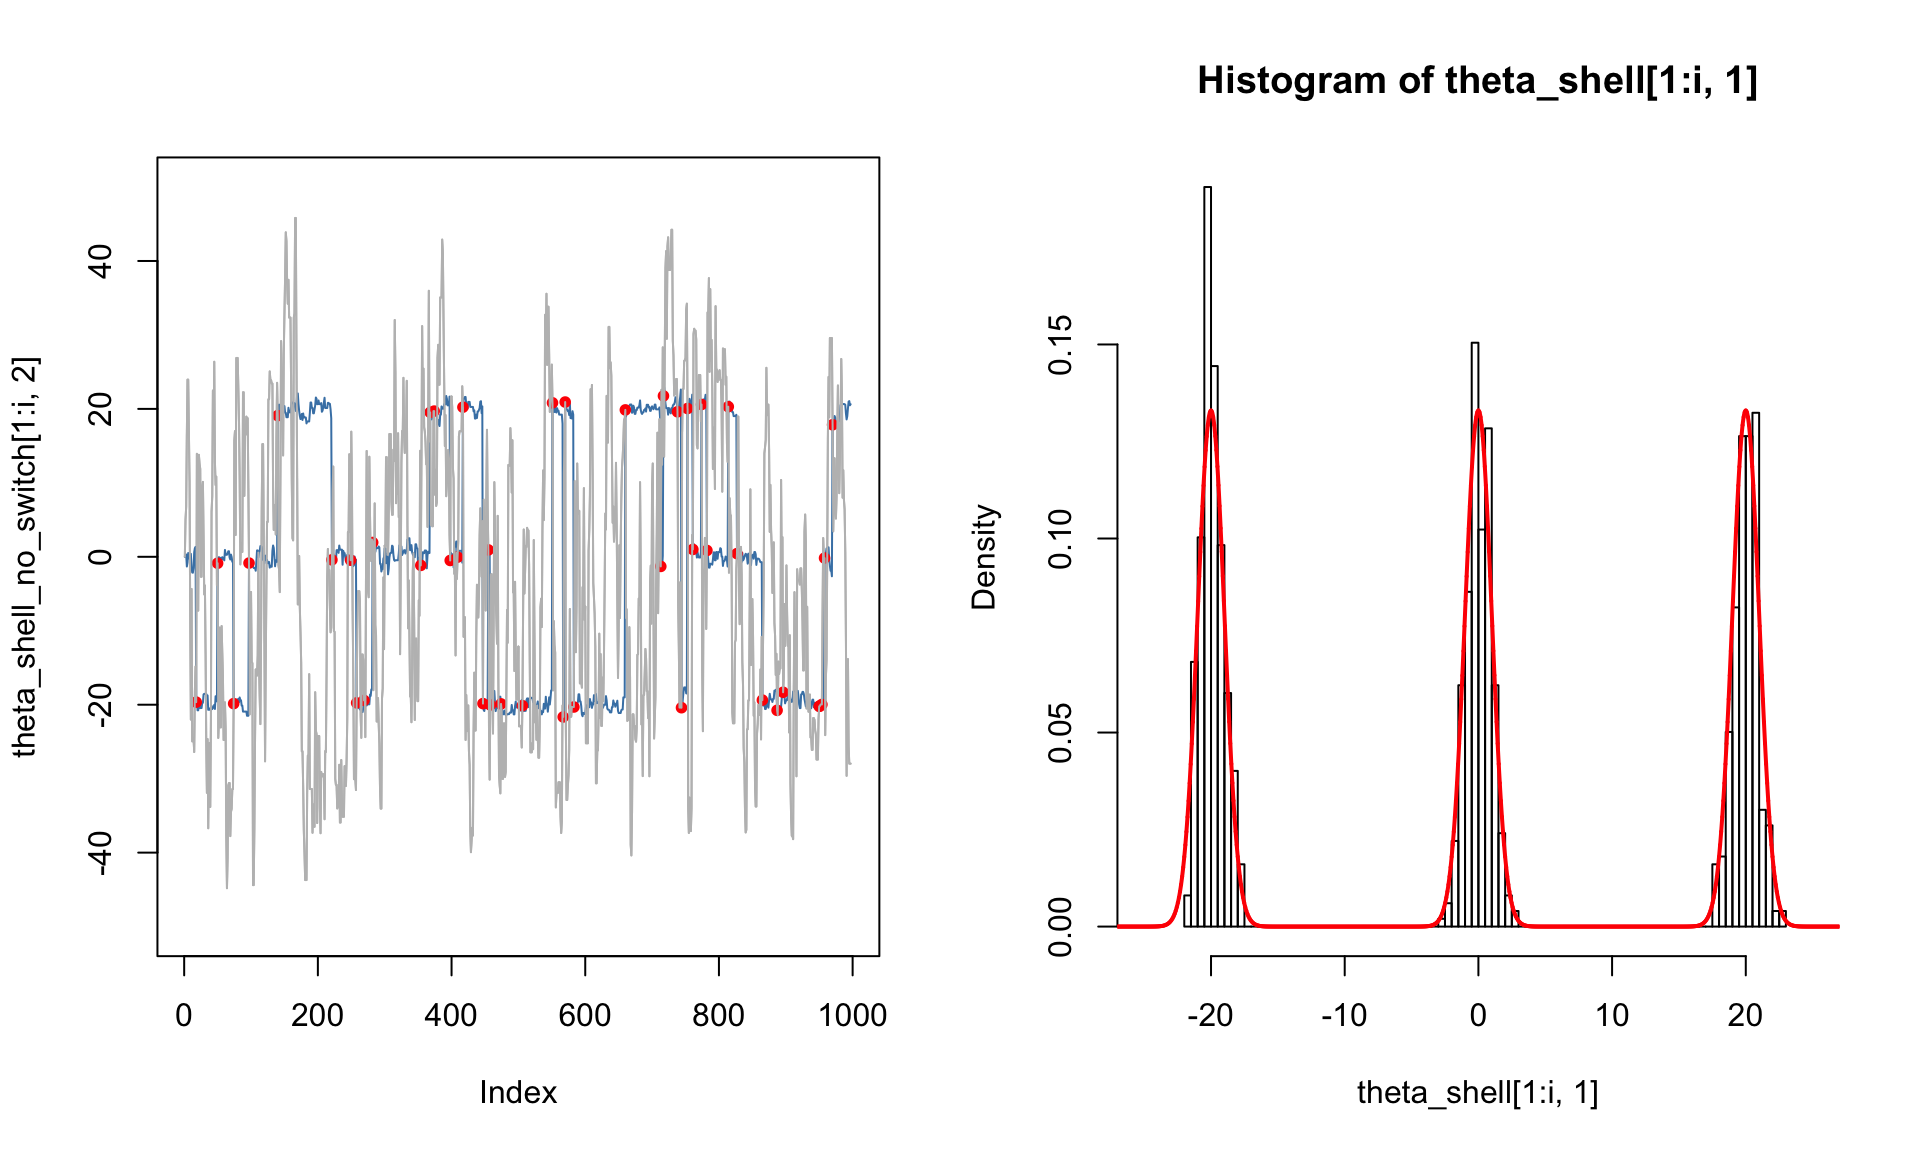 theta_shell_no_switch[1:i, 2]
40
20
0
-20
-40
0 200 400 600 800 1000
Index
Histogram of theta_shell[1:i, 1]
Density
0.15
0.10
0.05
0.00
-20 -10 0 10 20
theta_shell[1:i, 1]